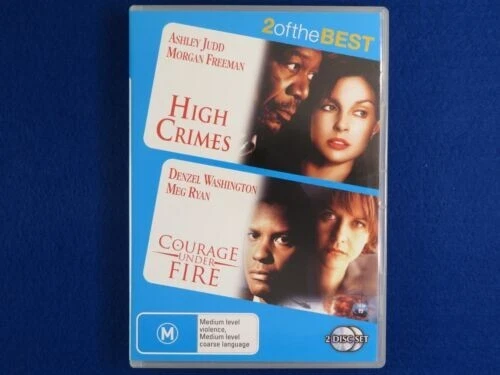 2oftheBEST
ASHLEY JUDD
MORGAN FREEMAN
HIGH
CRIMES
DENZEL WASHINGTON
MEG RYAN
COURAGE
UNDER
FIRE
M
Medium level
violence,
Medium level
coarse language
2 DISC SET